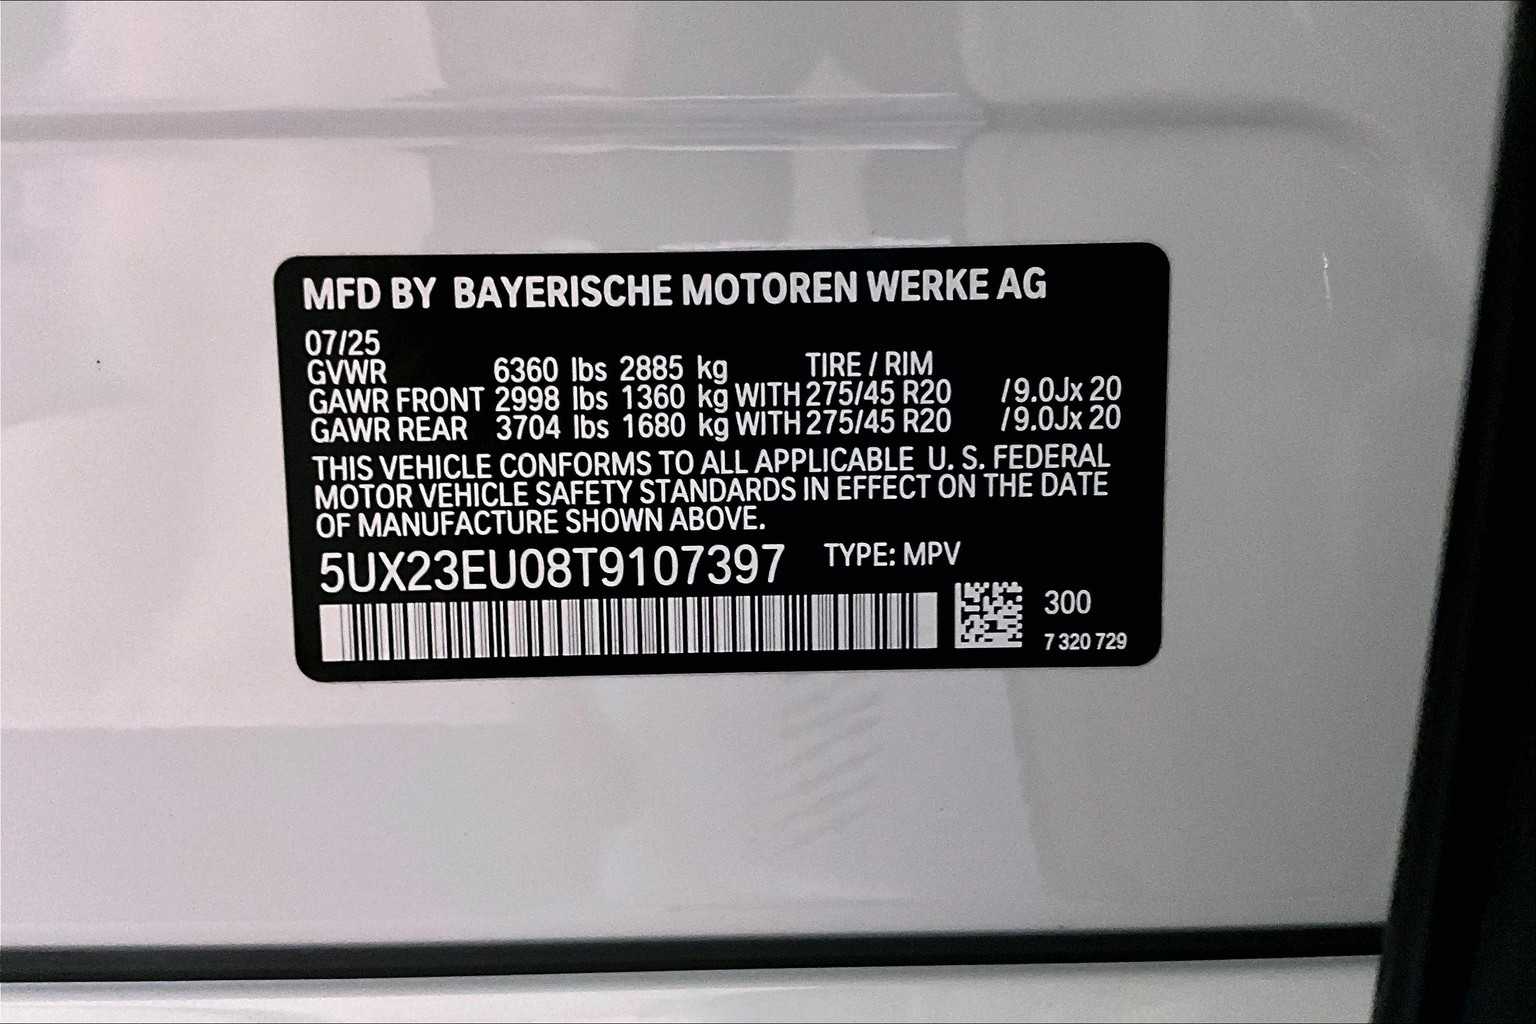 MFD BY BAYERISCHE MOTOREN WERKE AG
07/25
GVWR 6360 lbs 2885 kg TIRE / RIM
GAWR FRONT 2998 lbs 1360 kg WITH 275/45 R20 /9.0Jx 20
GAWR REAR 3704 lbs 1680 kg WITH 275/45 R20 /9.0Jx 20
THIS VEHICLE CONFORMS TO ALL APPLICABLE U. S. FEDERAL
MOTOR VEHICLE SAFETY STANDARDS IN EFFECT ON THE DATE
OF MANUFACTURE SHOWN ABOVE.
5UX23EU08T9107397 TYPE: MPV
300
7 320 729